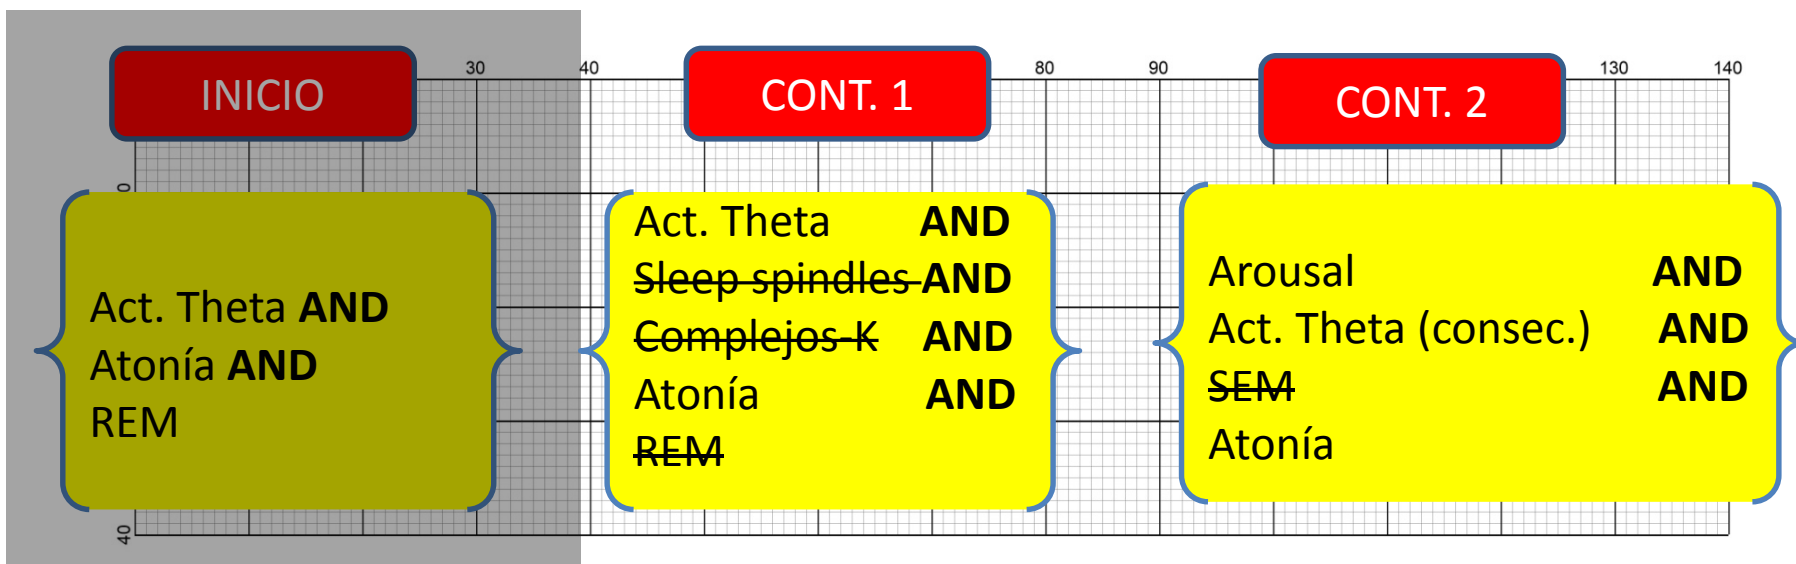 30 40 80 90 130 140
INICIO
CONT. 1
CONT. 2
0
40
Act. Theta AND
Atonía AND
REM
Act. Theta AND
Sleep spindles AND
Complejos-K AND
Atonía AND
REM
Arousal AND
Act. Theta (consec.) AND
SEM AND
Atonía